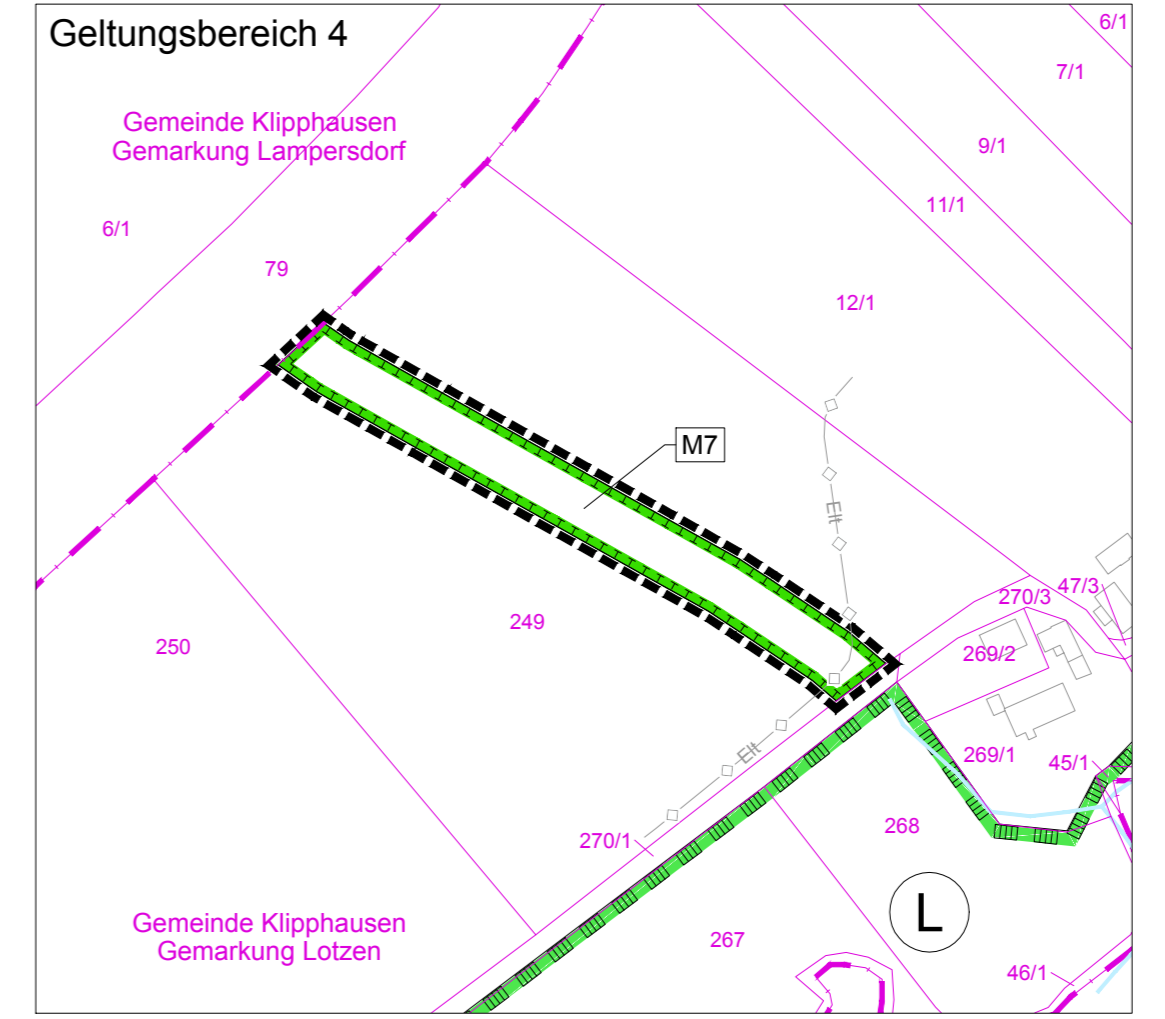 Geltungsbereich 4
6/1
7/1
Gemeinde Klipphausen
Gemarkung Lampersdorf
9/1
11/1
6/1
79
12/1
M7
Elt
47/3
270/3
249
250
269/2
Elt
269/1
45/1
268
270/1
L
Gemeinde Klipphausen
Gemarkung Lotzen
267
46/1